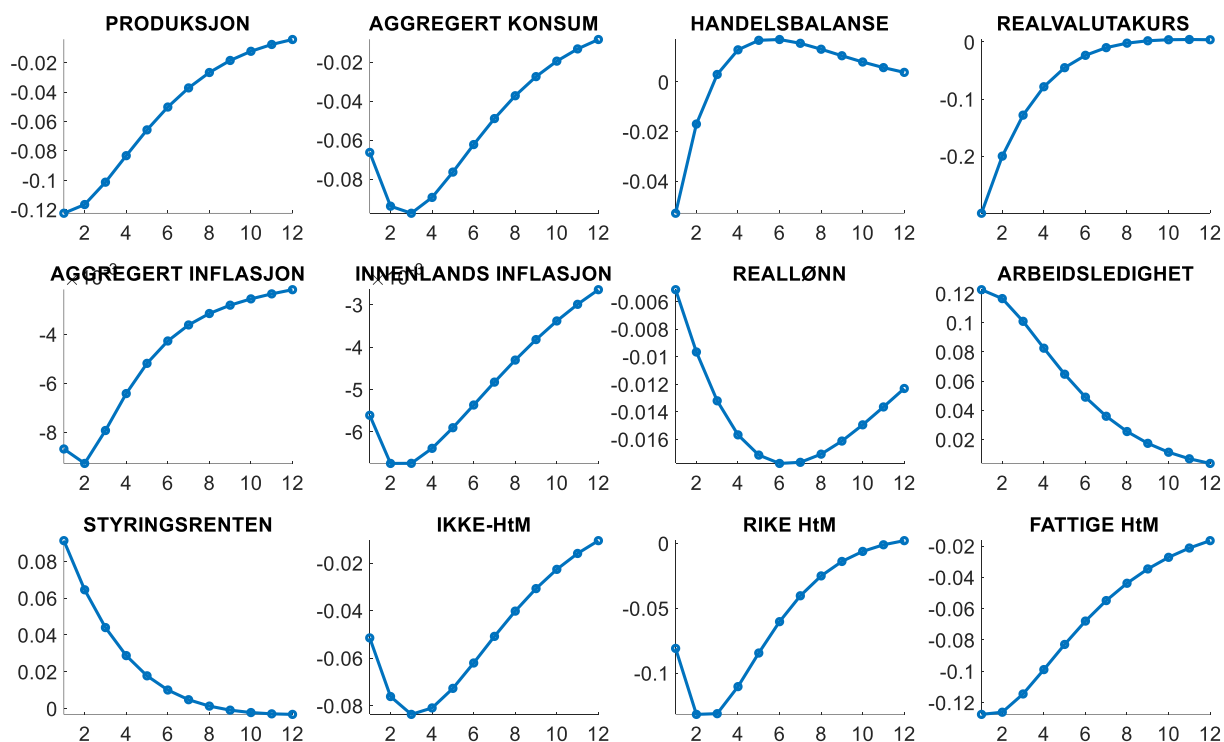 PRODUKSJON AGGREGERT KONSUM HANDELSBALANSE REALVALUTAKURS
-0.02 -0.02 0 0
-0.04 -0.04 -0.02 -0.1
-0.06 -0.06 -0.04 -0.2
-0.08 -0.08
-0.1
-0.12
2 4 6 8 10 12 2 4 6 8 10 12 2 4 6 8 10 12 2 4 6 8 10 12
AGGREGERT INFLASJON INNENLANDS INFLASJON REALLØNN ARBEIDSLEDIGHET
-4 -3 -0.006 0.12
-6 -4 -0.008 0.1
-8 -5 -0.01 0.08
-6 -0.012 0.06
-0.014 0.04
-0.016 0.02
2 4 6 8 10 12 2 4 6 8 10 12 2 4 6 8 10 12 2 4 6 8 10 12
STYRINGSRENTEN IKKE-HtM RIKE HtM FATTIGE HtM
0.08 -0.02 0 -0.02
0.06 -0.04 -0.05 -0.04
0.04 -0.06 -0.1 -0.06
0.02 -0.08 -0.08
0 -0.1
-0.12
2 4 6 8 10 12 2 4 6 8 10 12 2 4 6 8 10 12 2 4 6 8 10 12